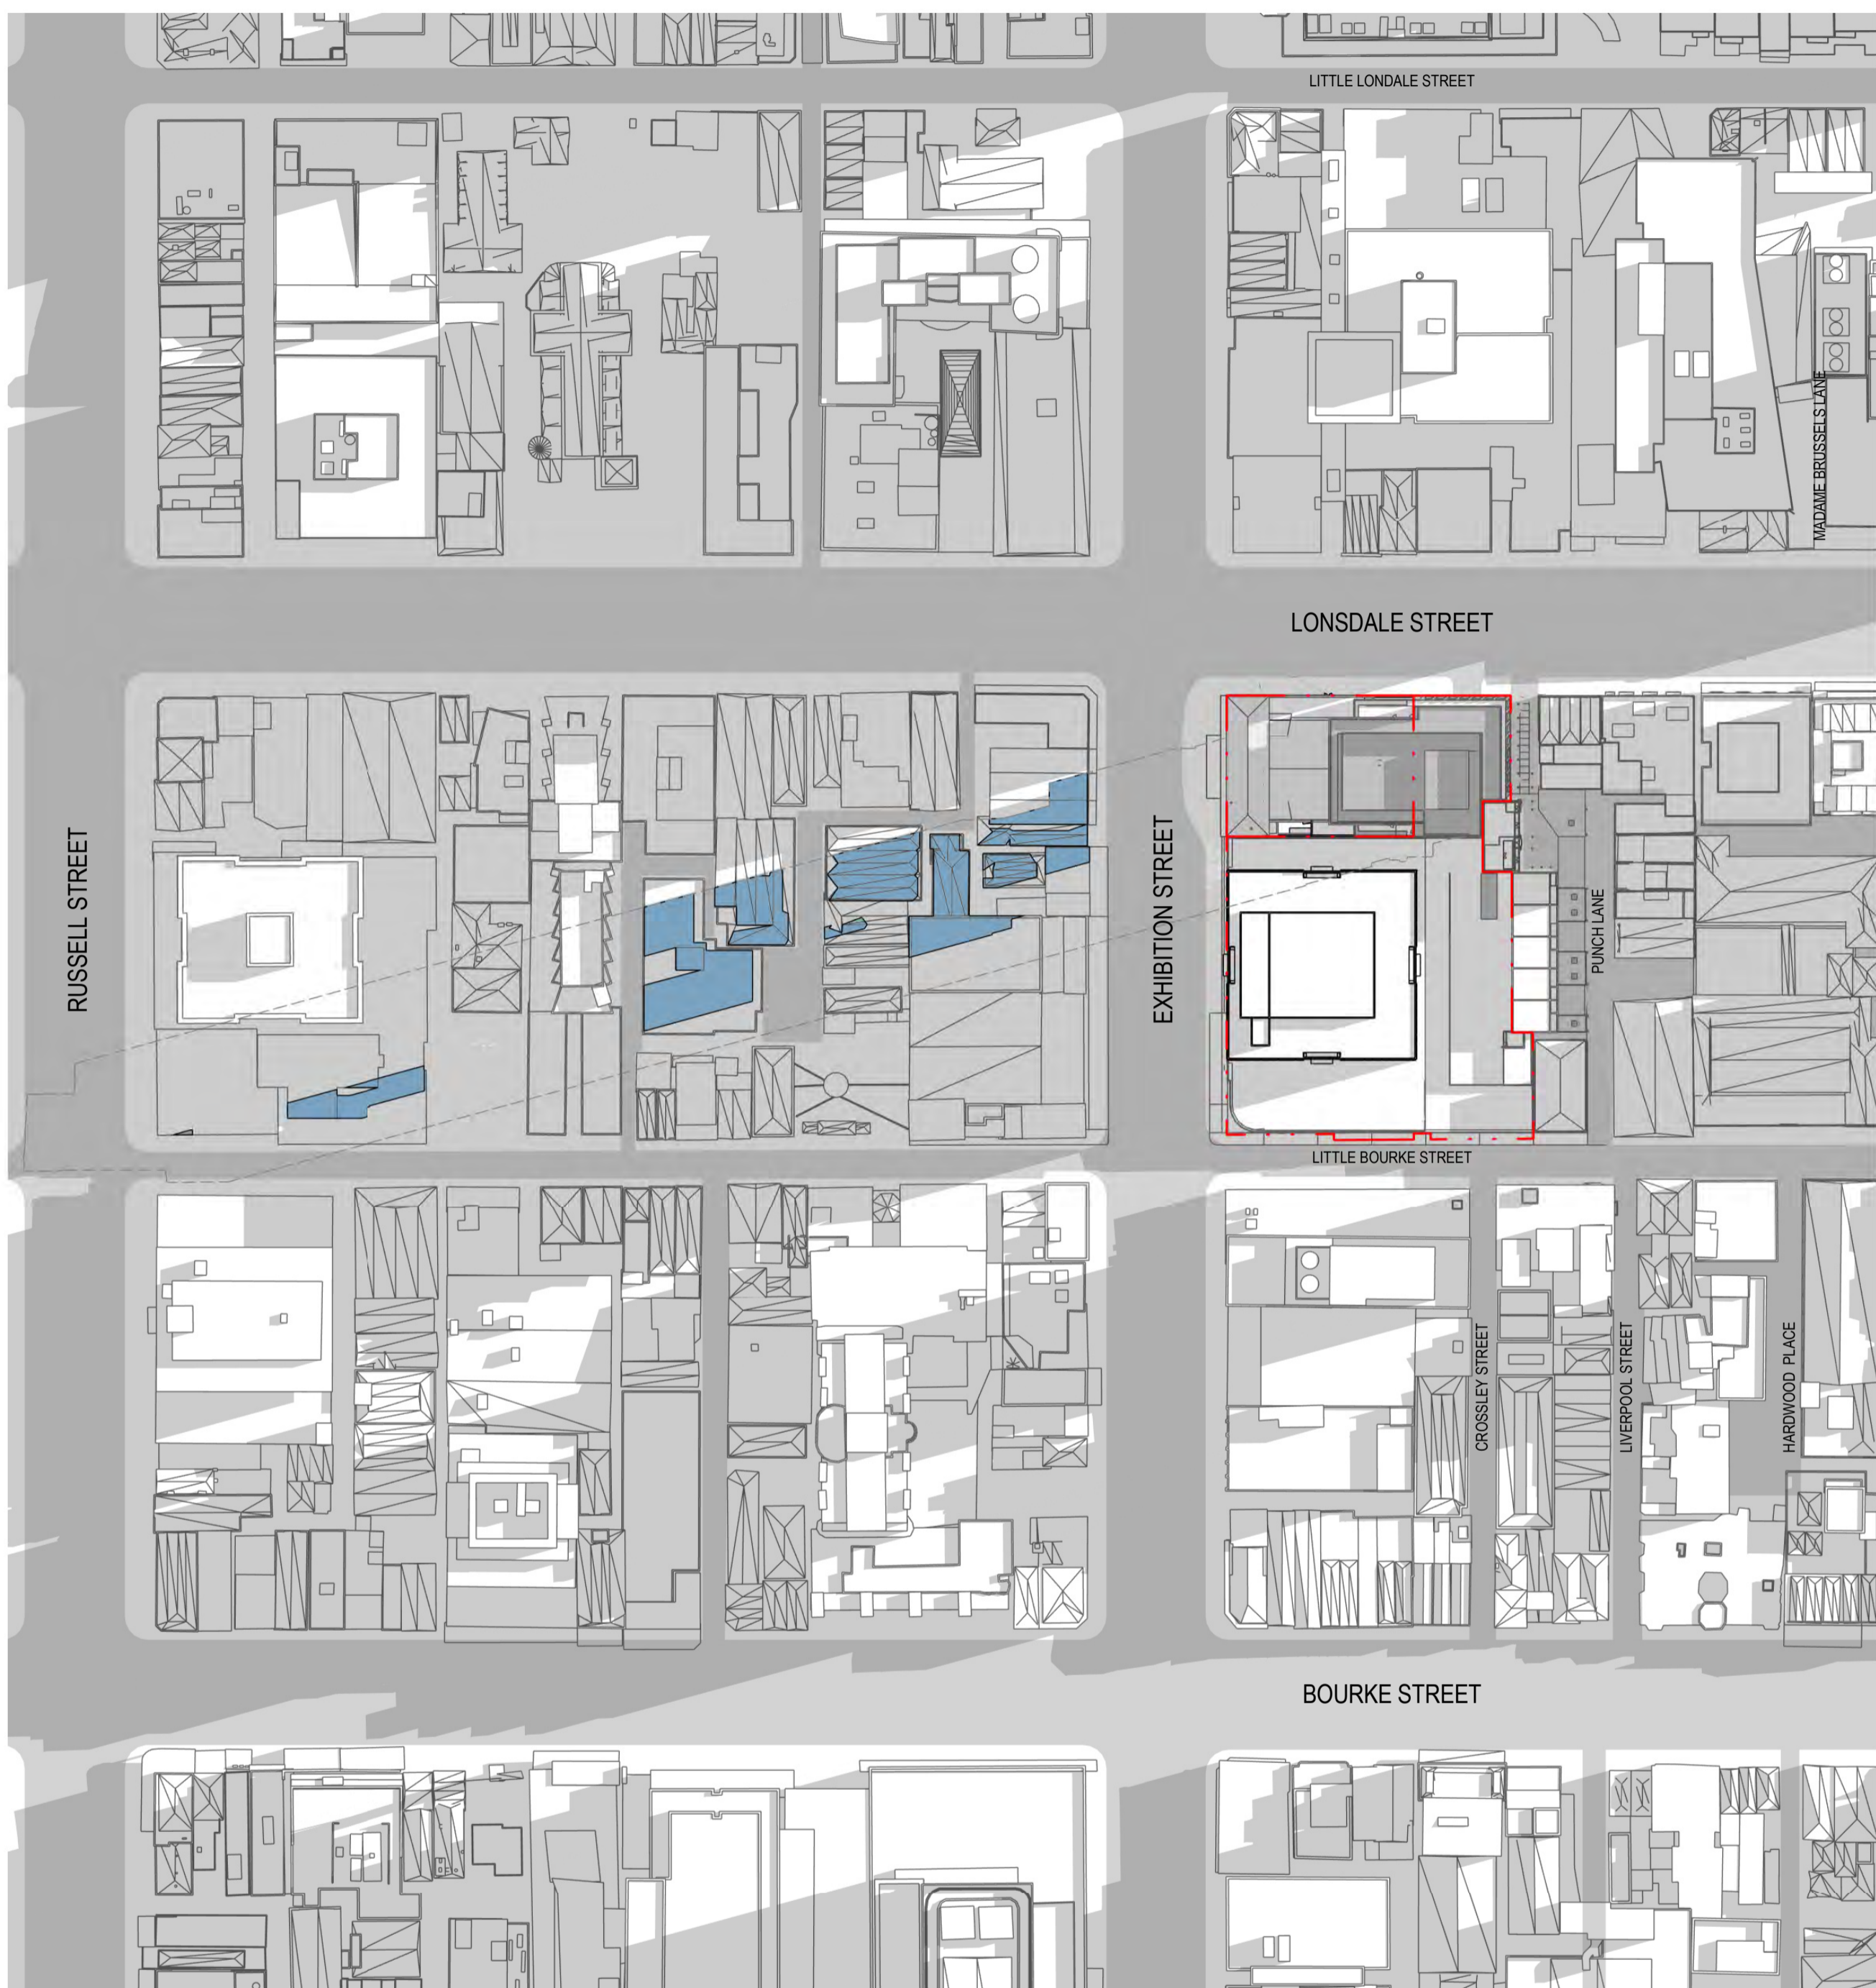 LITTLE LONDALE STREET
MADAME BRUSSELS LANE
LONSDALE STREET
RUSSELL STREET
EXHIBITION STREET
PUNCH LANE
LITTLE BOURKE STREET
CROSSLEY STREET
LIVERPOOL STREET
HARDWOOD PLACE
BOURKE STREET